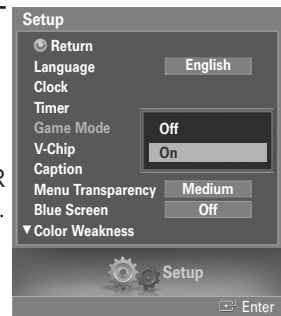 Setup
Return
Language English
Clock
Timer
Game Mode Off
V-Chip On
Caption
R
Menu Transparency Medium
.
Blue Screen Off
▼Color Weakness
Setup
Enter